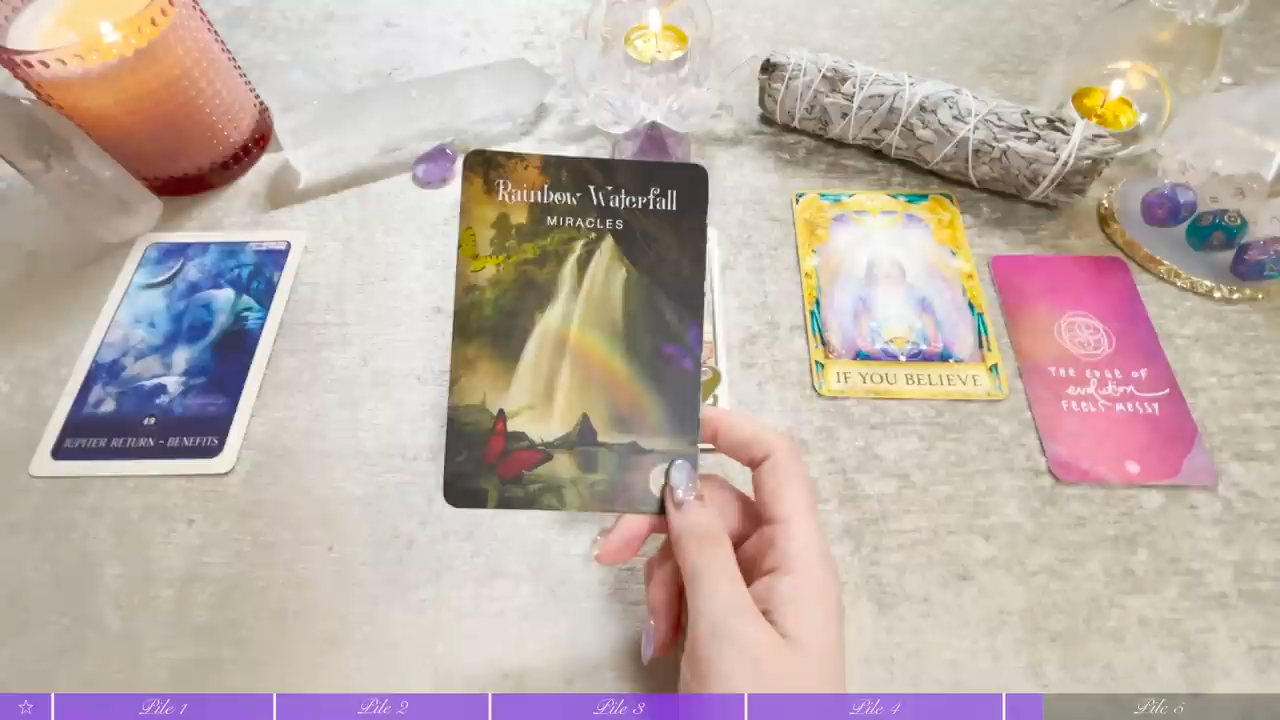 Rainbow Waterfall
MIRACLES
49
JUPITER RETURN - BENEFITS
IF YOU BELIEVE
THE EDGE OF
evolution
FEELS MESSY
Pile 1
Pile 2
Pile 3
Pile 4
Pile 5